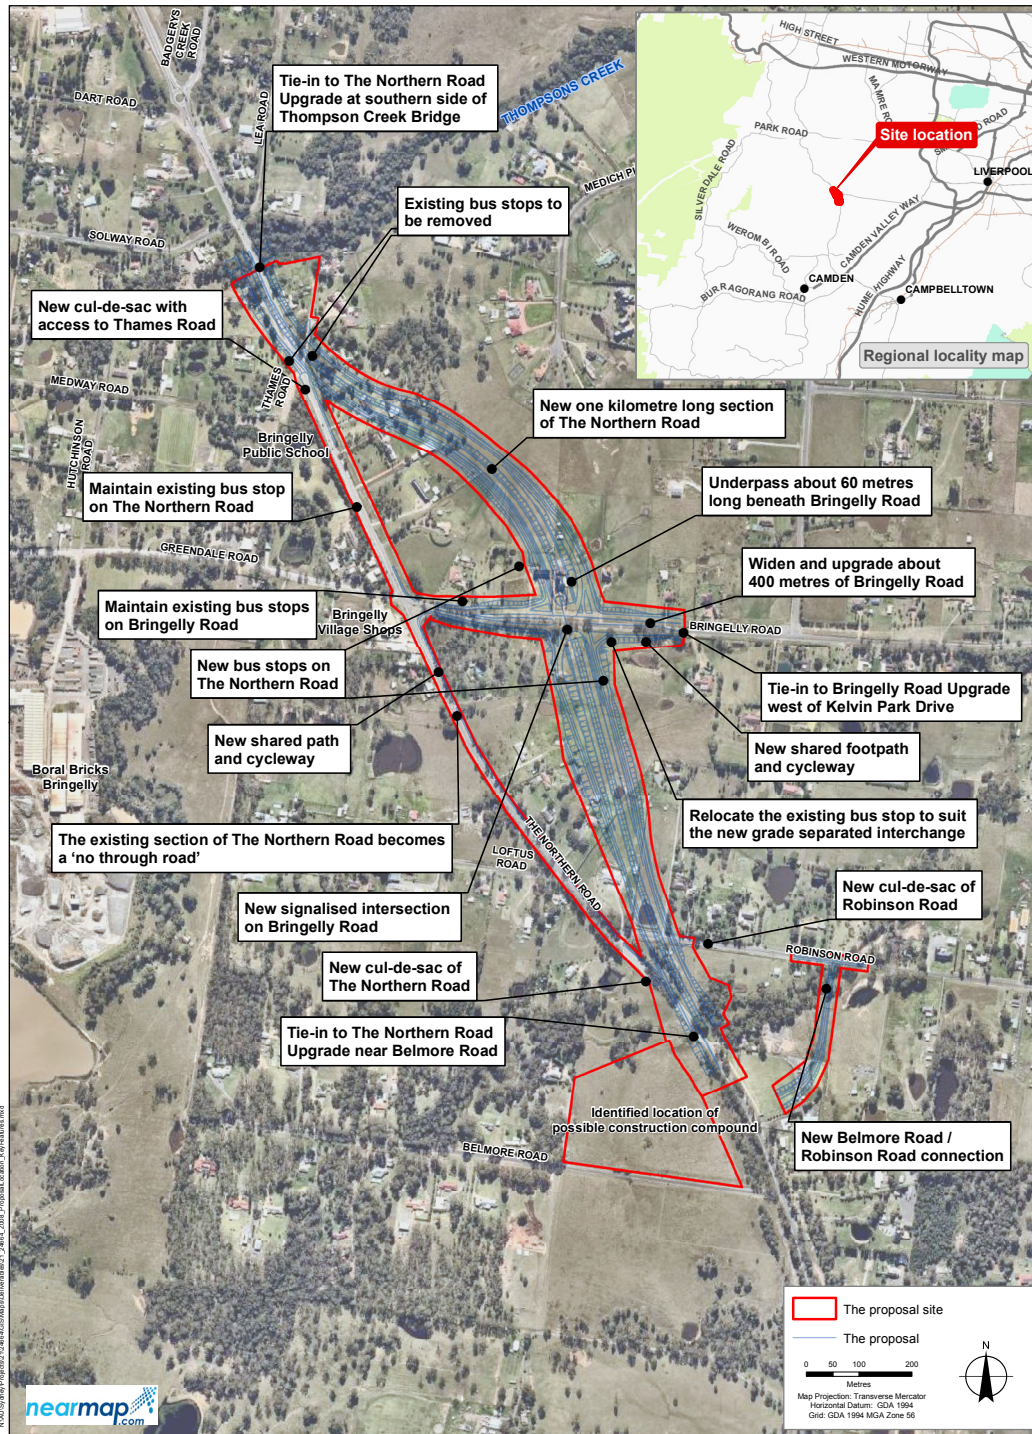 BADGERYS
CREEK
ROAD
DART ROAD
LEA ROAD
Tie-in to The Northern Road
Upgrade at southern side of
Thompson Creek Bridge
THOMPSONS CREEK
MEDICH
Existing bus stops to
be removed
SOLWAY ROAD
New cul-de-sac with
access to Thames Road
MEDWAY ROAD
THAMES
ROAD
HUTCHINSON
ROAD
Bringelly
Public School
New one kilometre long section
of The Northern Road
Maintain existing bus stop
on The Northern Road
Underpass about 60 metres
long beneath Bringelly Road
GREENDALE ROAD
Widen and upgrade about
400 metres of Bringelly Road
Maintain existing bus stops
on Bringelly Road
Bringelly
Village Shops
BRINGELLY ROAD
New bus stops on
The Northern Road
Tie-in to Bringelly Road Upgrade
west of Kelvin Park Drive
New shared path
and cycleway
New shared footpath
and cycleway
Boral Bricks
Bringelly
The existing section of The Northern Road becomes
a ‘no through road’
Relocate the existing bus stop to suit
the new grade separated interchange
THE NORTHERN ROAD
LOFTUS
ROAD
New signalised intersection
on Bringelly Road
New cul-de-sac of
Robinson Road
ROBINSON ROAD
New cul-de-sac of
The Northern Road
Tie-in to The Northern Road
Upgrade near Belmore Road
Identified location of
possible construction compound
BELMORE ROAD
New Belmore Road /
Robinson Road connection
HIGH STREET
WESTERN MOTORWAY
MAMRE RO
PARK ROAD
Site location
ROAD
SILVERDALE ROAD
LIVERPOOL
WEROMBI ROAD
CAMDEN VALLEY WAY
BURRAGORANG ROAD
CAMDEN
HUME HIGHWAY
CAMPBELLTOWN
Regional locality map
The proposal site
The proposal
0 50 100 200
Metres
Map Projection: Transverse Mercator
Horizontal Datum: GDA 1994
Grid: GDA 1994 MGA Zone 56
N
nearmap
.com